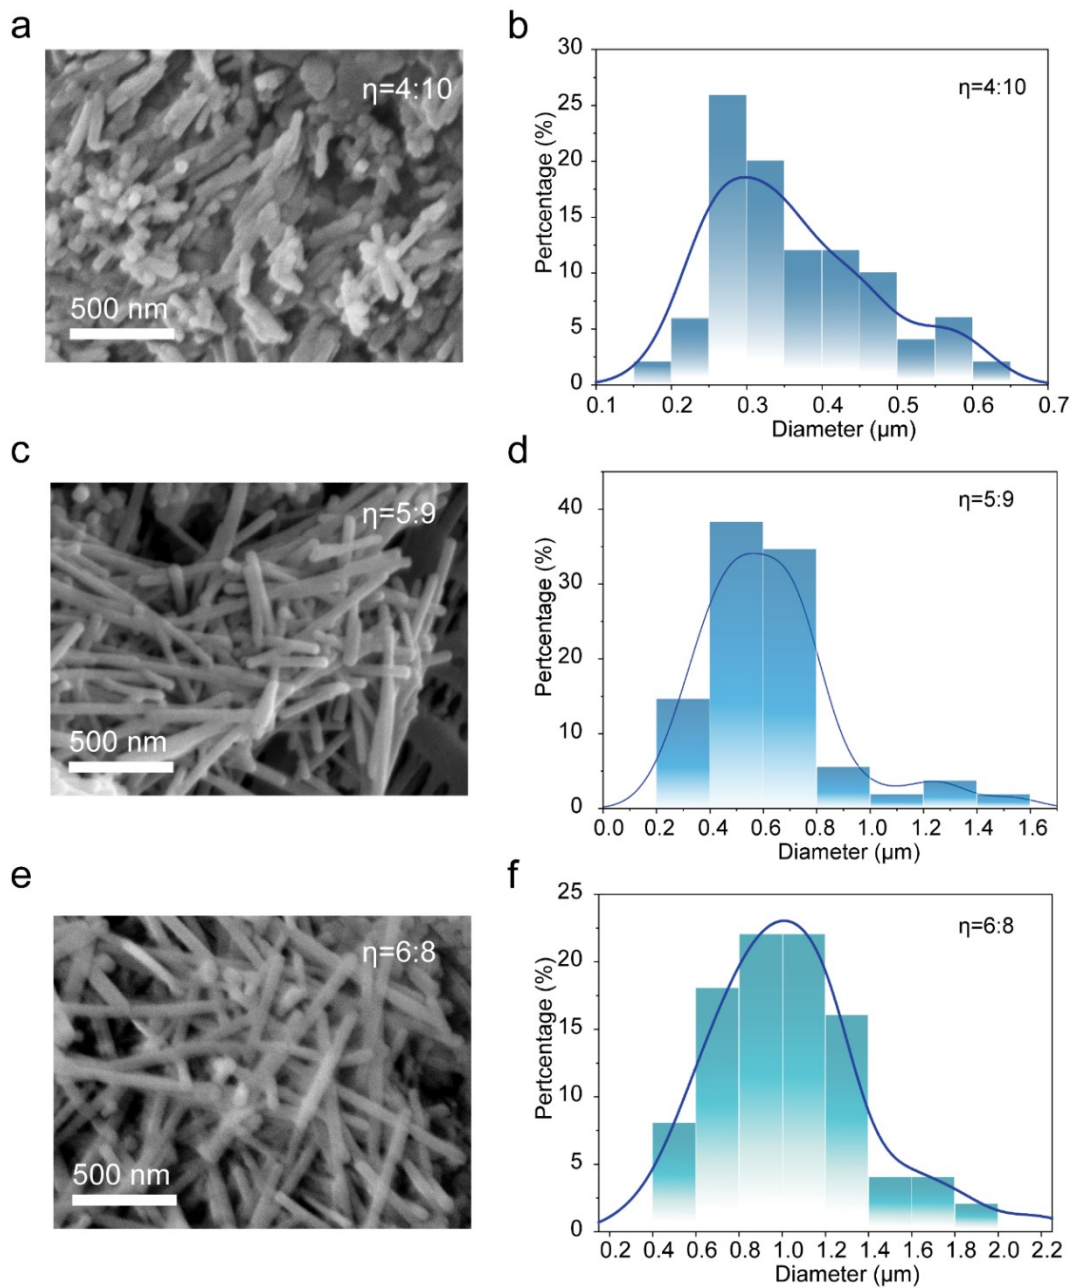 a
η=4:10
500 nm
b
30
25
20
15
10
5
0
Pertcentage (%)
η=4:10
0.1 0.2 0.3 0.4 0.5 0.6 0.7
Diameter (µm)
c
η=5:9
500 nm
d
40
30
20
10
0
Pertcentage (%)
η=5:9
0.0 0.2 0.4 0.6 0.8 1.0 1.2 1.4 1.6
Diameter (µm)
e
η=6:8
500 nm
f
25
20
15
10
5
0
Pertcentage (%)
η=6:8
0.2 0.4 0.6 0.8 1.0 1.2 1.4 1.6 1.8 2.0 2.2
Diameter (µm)